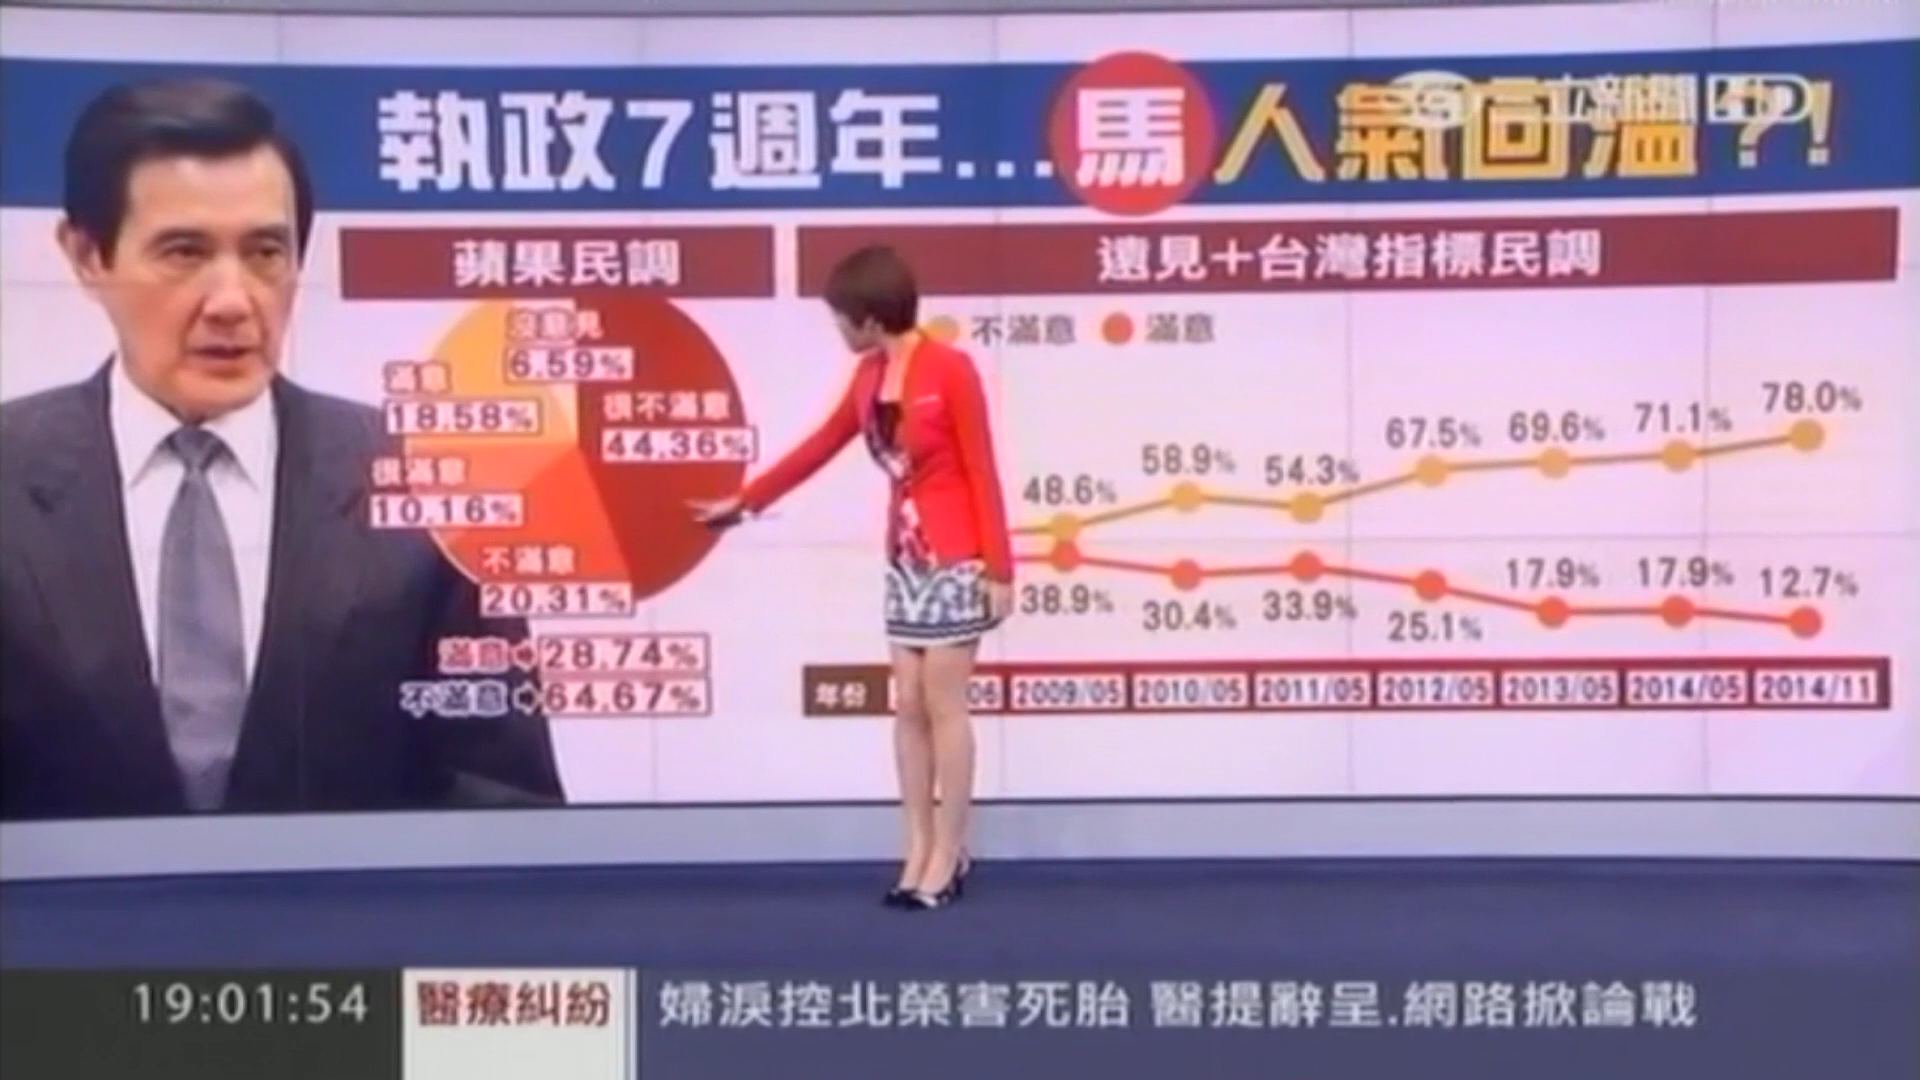 執政7週年...馬人氣回溫?!
立新聞HD
蘋果民調
沒意見
6.59%
滿意
18.58%
很不滿意
44.36%
很滿意
10.16%
不滿意
20.31%
滿意➡28.74%
不滿意➡64.67%
遠見+台灣指標民調
不滿意 滿意
48.6% 58.9% 54.3% 67.5% 69.6% 71.1% 78.0%
38.9% 30.4% 33.9% 25.1% 17.9% 17.9% 12.7%
年份 06 2009/05 2010/05 2011/05 2012/05 2013/05 2014/05 2014/11
19:01:54 醫療糾紛 婦淚控北榮害死胎 醫提辭呈.網路掀論戰